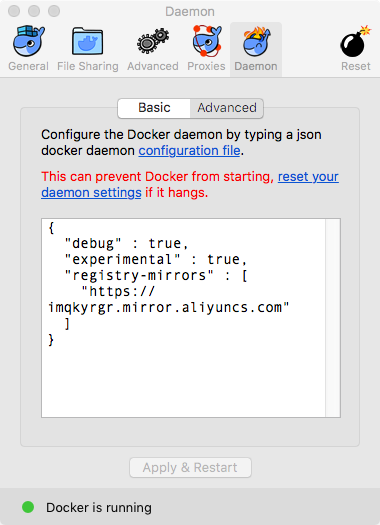 Daemon
General File Sharing Advanced Proxies Daemon Reset
Basic Advanced
Configure the Docker daemon by typing a json
docker daemon configuration file.
This can prevent Docker from starting, reset your
daemon settings if it hangs.
{
"debug" : true,
"experimental" : true,
"registry-mirrors" : [
"https://
imqkyrgr.mirror.aliyuncs.com"
]
}
Apply & Restart
Docker is running